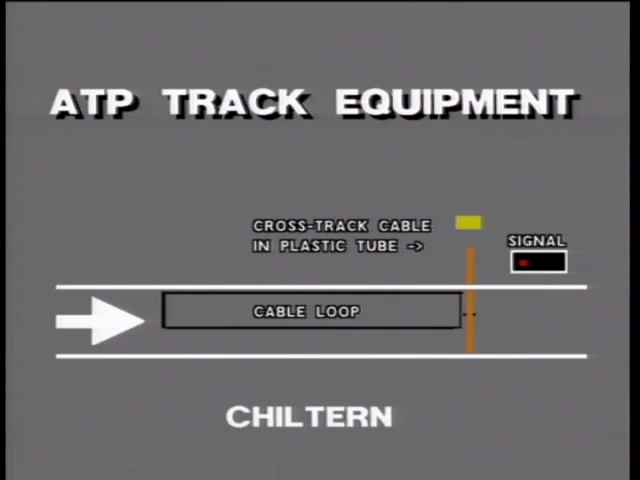 ATP TRACK EQUIPMENT
CROSS-TRACK CABLE
IN PLASTIC TUBE ->
SIGNAL
CABLE LOOP
CHILTERN